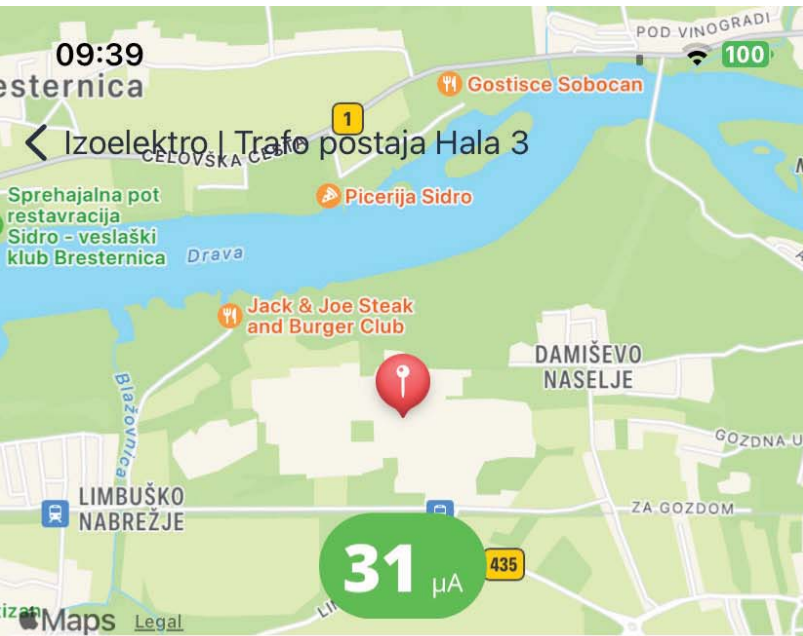 POD VINOGRADI
09:39
100
esternica
Gostisce Sobocan
1
Izoelektro | Trafo postaja Hala 3
CELOVŠKA CESTA
Sprehajalna pot
restavracija
Sidro - veslaški
klub Bresternica
Picerija Sidro
Drava
Jack & Joe Steak
and Burger Club
DAMIŠEVO
NASELJE
Blažovnica
GOZDNA U
LIMBUŠKO
NABREŽJE
ZA GOZDOM
31 µA
435
LI
Maps Legal